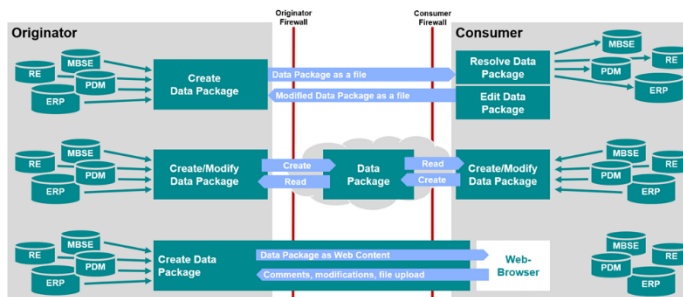 Originator
Firewall
Consumer
Firewall
Originator
Consumer
MBSE
RE
PDM
ERP
Create
Data Package
Data Package as a file
Modified Data Package as a file
Resolve Data
Package
Edit Data
Package
MBSE
RE
PDM
ERP
MBSE
RE
PDM
ERP
Create/Modify
Data Package
Create
Read
Data
Package
Read
Create
Create/Modify
Data Package
MBSE
RE
PDM
ERP
MBSE
RE
PDM
ERP
Create Data
Package
Data Package as Web Content
Comments, modifications, file upload
Web-
Browser
MBSE
RE
PDM
ERP